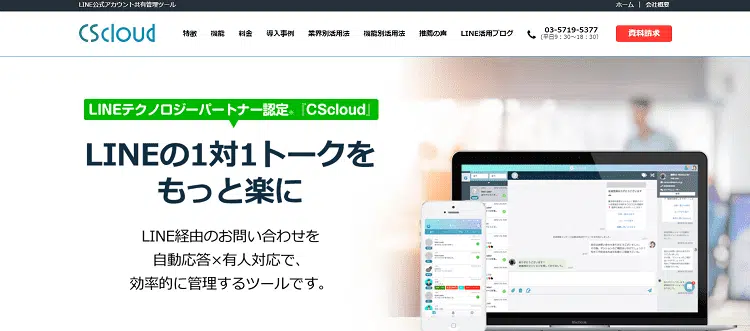 LINE公式アカウント共有管理ツール
ホーム | 会社概要
CScloud
特徴 機能 料金 導入事例 業界別活用法 機能別活用法 推薦の声 LINE活用ブログ
03-5719-5377
(平日9:30〜18:30)
資料請求
LINEテクノロジーパートナー認定。『CScloud』
LINEの1対1トークを
もっと楽に
LINE経由のお問い合わせを
自動応答×有人対応で、
効率的に管理するツールです。